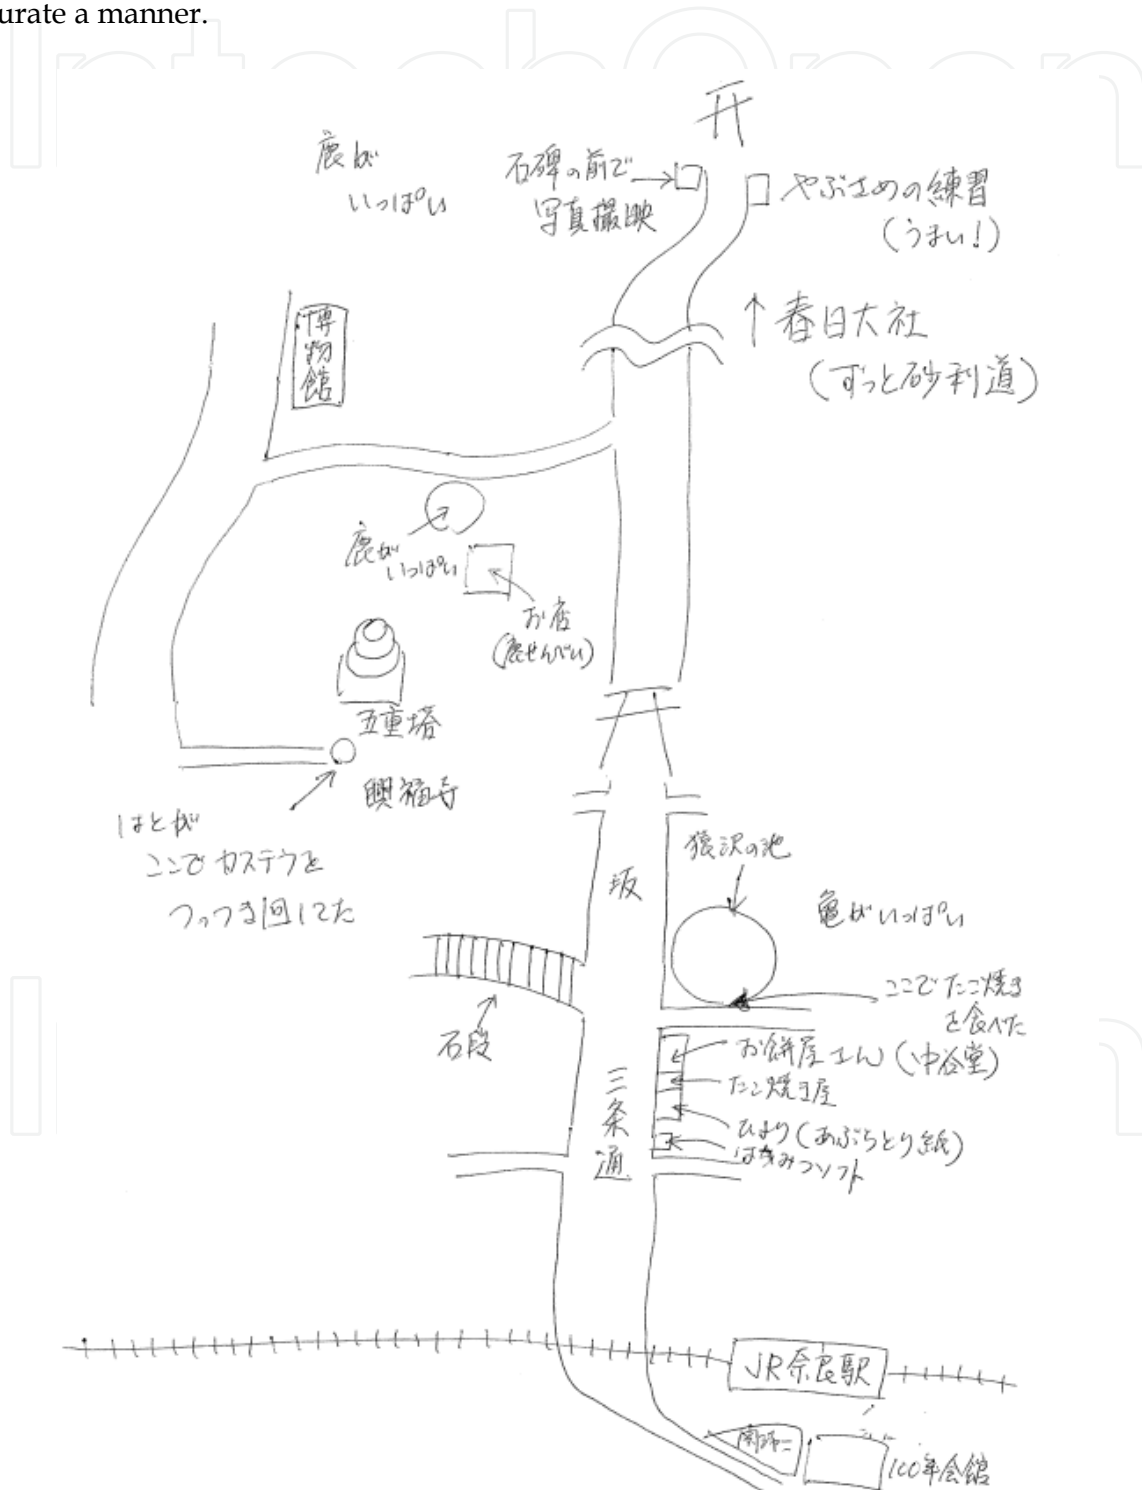 urate a manner.
鹿が
いっぱい
石碑の前で
写真撮映
やぶさめの練習
(うまい!)
博物館
↑春日大社
(ずっと砂利道)
鹿が
いっぱい
お店
(鹿せんべい)
五重塔
興福寺
はとが
ここでカステラを
つっつき回してた
坂
猿沢の池
亀がいっぱい
ここでたこ焼き
を食べた
石段
三条通
お餅屋さん(中谷堂)
たこ焼き屋
ひより(あぶらとり紙)
はちみつソフト
JR奈良駅
100年会館